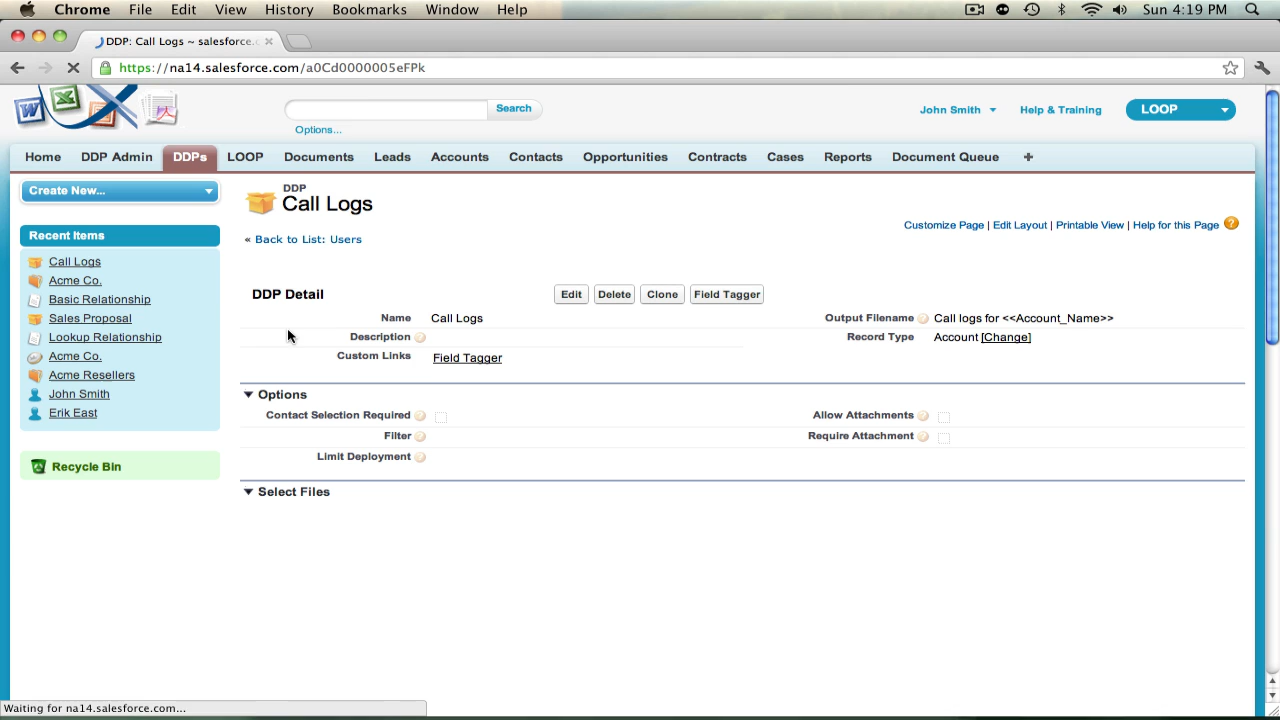 Chrome File Edit View History Bookmarks Window Help Sun 4:19 PM
DDP: Call Logs ~ salesforce.c
https://na14.salesforce.com/a0Cd0000005eFPk
Search
Options...
John Smith Help & Training LOOP
Home DDP Admin DDPs LOOP Documents Leads Accounts Contacts Opportunities Contracts Cases Reports Document Queue +
Create New...
Recent Items
Call Logs
Acme Co.
Basic Relationship
Sales Proposal
Lookup Relationship
Acme Co.
Acme Resellers
John Smith
Erik East
Recycle Bin
DDP
Call Logs
Customize Page | Edit Layout | Printable View | Help for this Page ?
« Back to List: Users
DDP Detail Edit Delete Clone Field Tagger
Name Call Logs Output Filename Call logs for <<Account_Name>>
Description Record Type Account [Change]
Custom Links Field Tagger
Options
Contact Selection Required Allow Attachments
Filter Require Attachment
Limit Deployment
Select Files
Waiting for na14.salesforce.com...